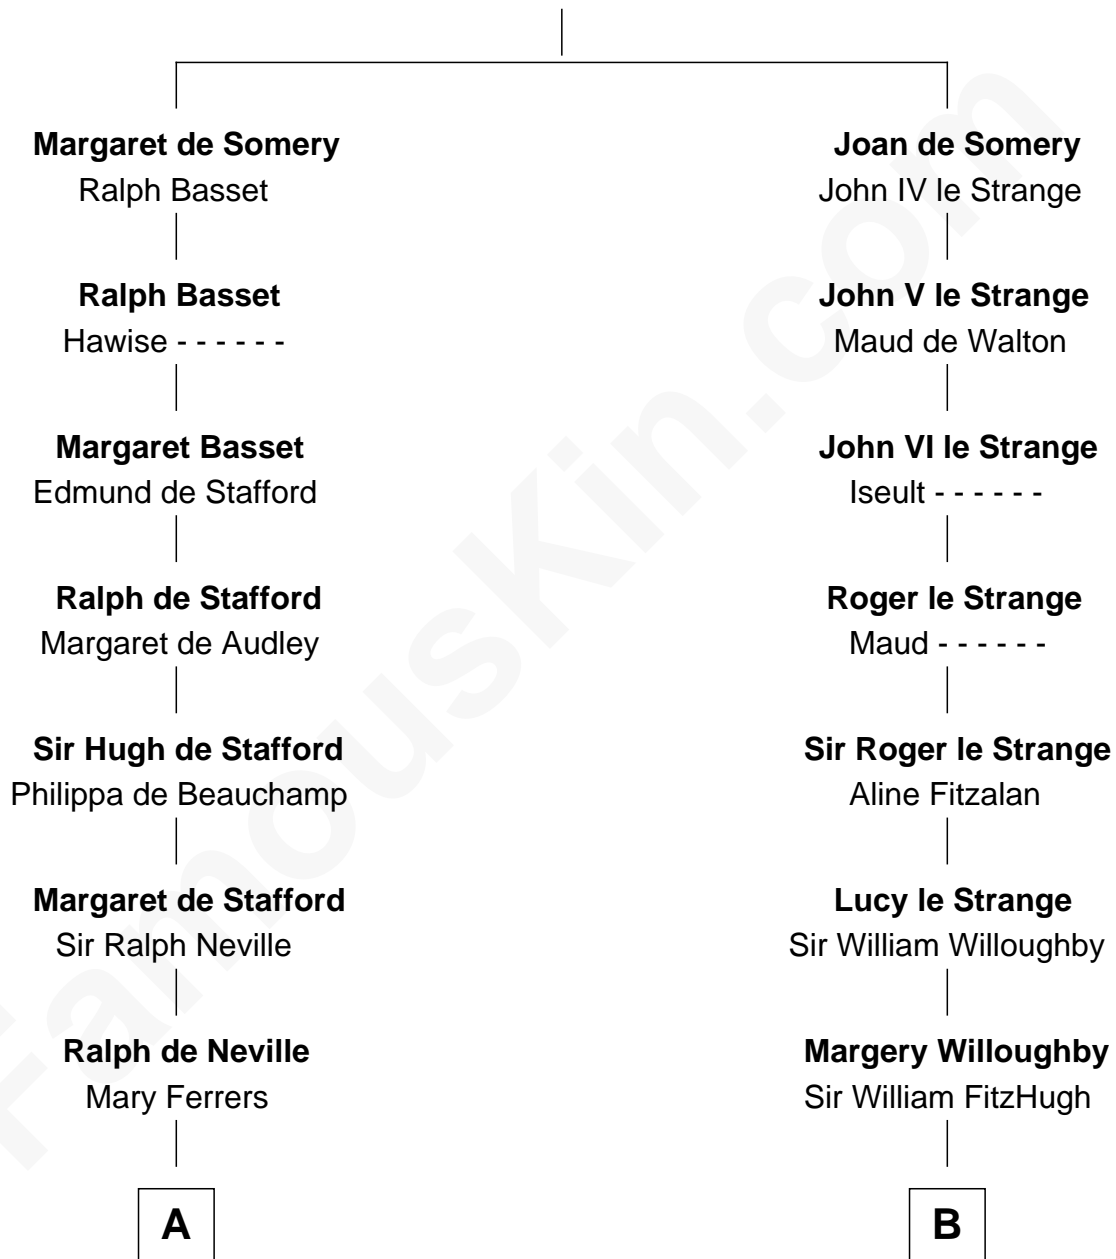 Margaret de Somery
Ralph Basset
Ralph Basset
Hawise - - - - - -
Margaret Basset
Edmund de Stafford
Ralph de Stafford
Margaret de Audley
Sir Hugh de Stafford
Philippa de Beauchamp
Margaret de Stafford
Sir Ralph Neville
Ralph de Neville
Mary Ferrers
A
Joan de Somery
John IV le Strange
John V le Strange
Maud de Walton
John VI le Strange
Iseult - - - - - -
Roger le Strange
Maud - - - - - -
Sir Roger le Strange
Aline Fitzalan
Lucy le Strange
Sir William Willoughby
Margery Willoughby
Sir William FitzHugh
B
FamousKin.com